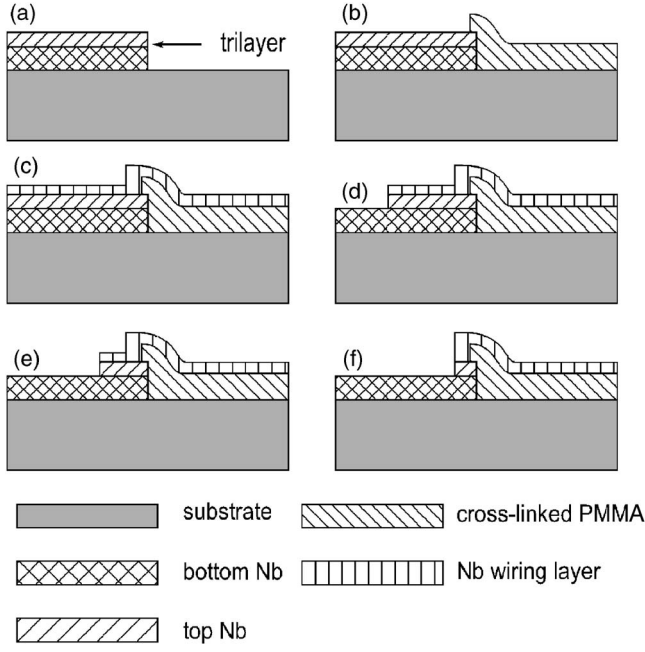 (a)
trilayer
(b)
(c)
(d)
(e)
(f)
substrate
cross-linked PMMA
bottom Nb
Nb wiring layer
top Nb